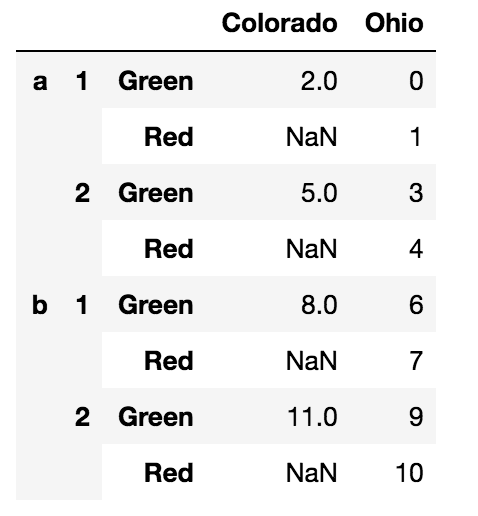 Colorado Ohio
a 1 Green 2.0 0
Red NaN 1
2 Green 5.0 3
Red NaN 4
b 1 Green 8.0 6
Red NaN 7
2 Green 11.0 9
Red NaN 10